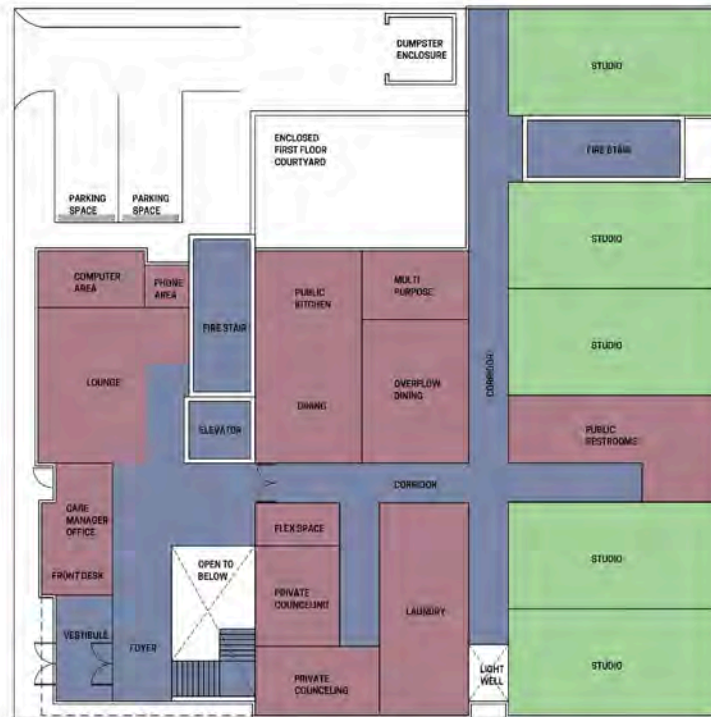 DUMPSTER
ENCLOSURE
STUDIO
ENCLOSED
FIRST FLOOR
COURTYARD
FIRE STAIR
PARKING
SPACE
PARKING
SPACE
STUDIO
COMPUTER
AREA
PHONE
AREA
PUBLIC
KITCHEN
MULTI
PURPOSE
FIRE STAIR
STUDIO
LOUNGE
CORRIDOR
OVERFLOW
DINING
DINING
ELEVATOR
PUBLIC
RESTROOMS
CORRIDOR
CARE
MANAGER
OFFICE
FLEX SPACE
STUDIO
OPEN TO
BELOW
FRONT DESK
PRIVATE
COUNCELING
LAUNDRY
VESTIBULE
FOYER
STUDIO
LIGHT
WELL
PRIVATE
COUNCELING